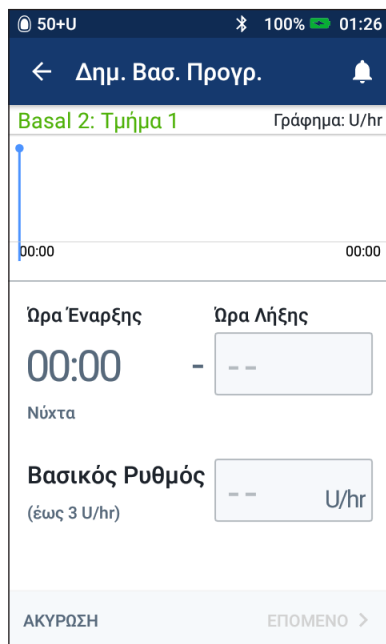 50+U 100% 01:26
Δημ. Βασ. Προγρ.
Basal 2: Τμήμα 1 Γράφημα: U/hr
00:00 00:00
Ώρα Έναρξης Ώρα Λήξης
00:00 - --
Νύχτα
Βασικός Ρυθμός -- U/hr
(έως 3 U/hr)
ΑΚΥΡΩΣΗ ΕΠΟΜΕΝΟ >